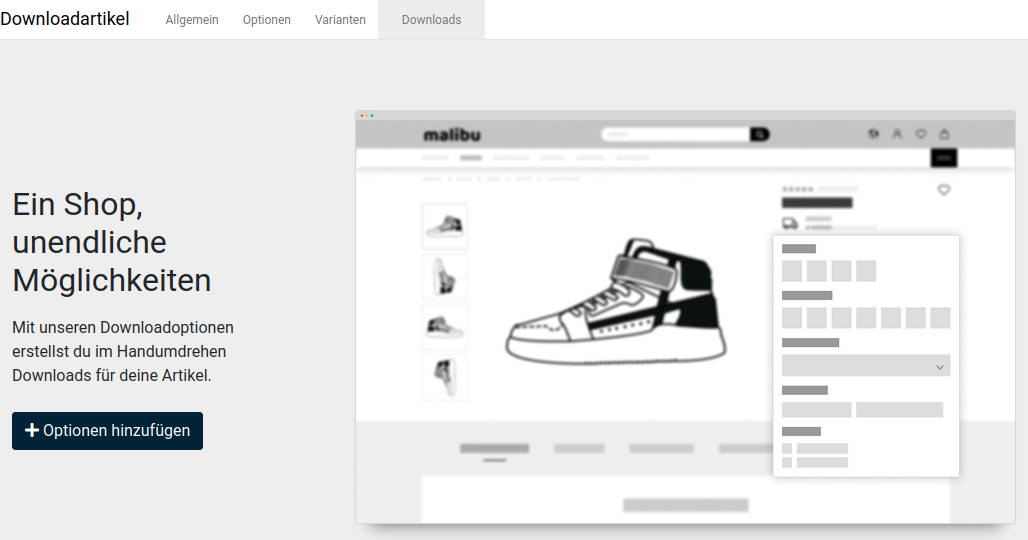 Downloadartikel Allgemein Optionen Varianten Downloads
malibu
Ein Shop,
unendliche
Möglichkeiten
Mit unseren Downloadoptionen
erstellst du im Handumdrehen
Downloads für deine Artikel.
Optionen hinzufügen